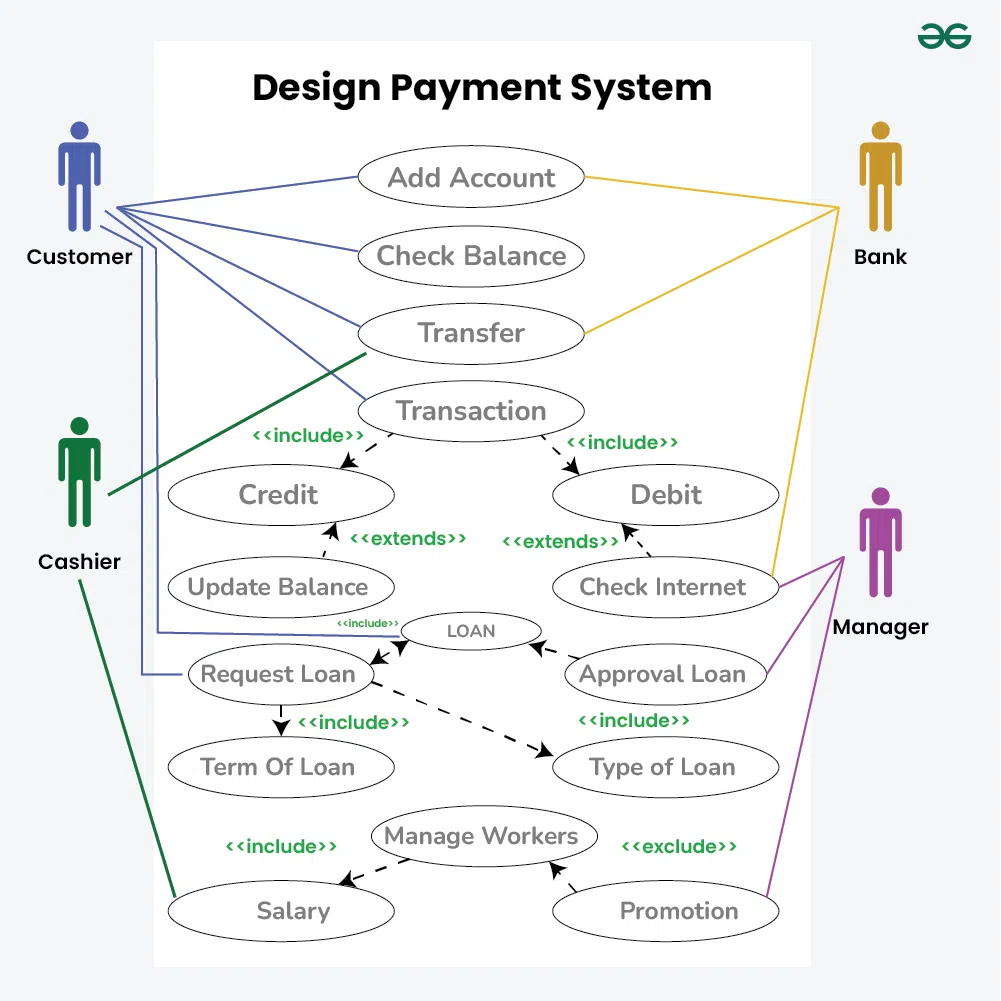 Design Payment System
Add Account
Customer
Check Balance
Bank
Transfer
Transaction
<<include>>
<<include>>
Credit
Debit
<<extends>>
<<extends>>
Cashier
Update Balance
Check Internet
<<include>>
LOAN
Manager
Request Loan
Approval Loan
<<include>>
<<include>>
Term Of Loan
Type of Loan
Manage Workers
<<include>>
<<exclude>>
Salary
Promotion